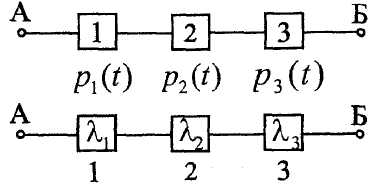 А 1 2 3 Б
p₁(t) p₂(t) p₃(t)
А λ₁ λ₂ λ₃ Б
1 2 3